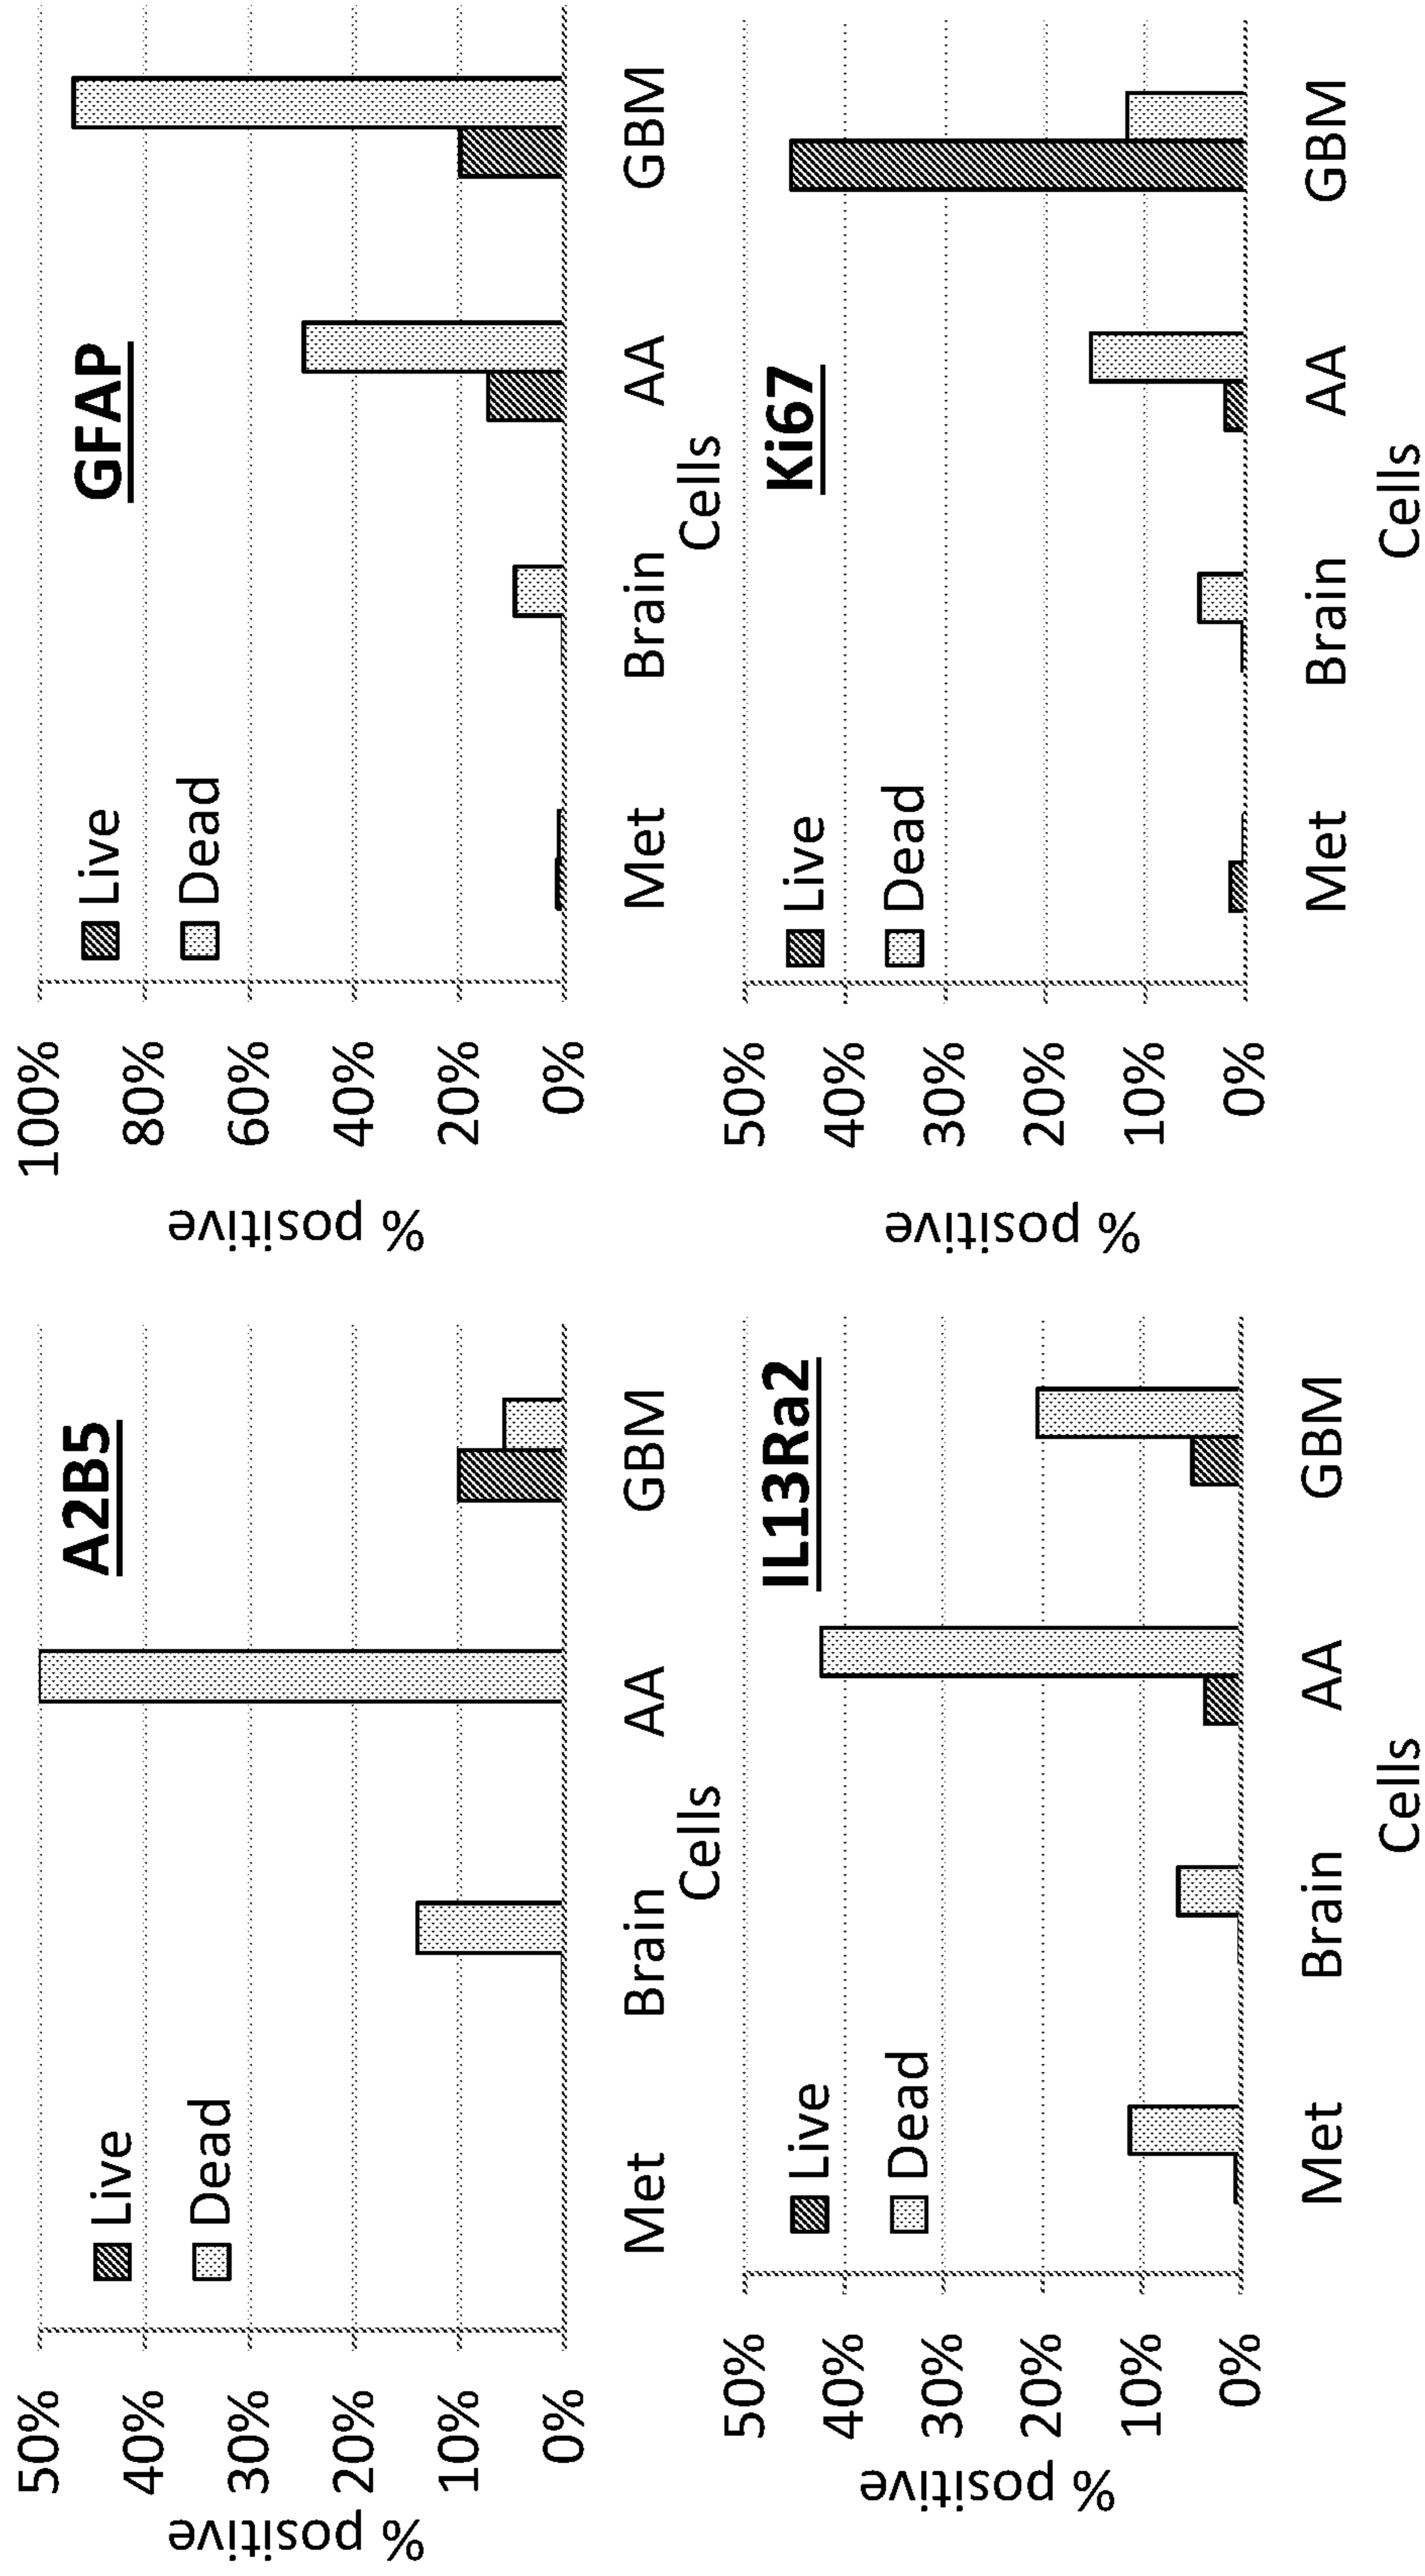 A2B5
Live
Dead
50%
40%
30%
20%
10%
0%
% positive
Met Brain AA GBM
Cells
GFAP
Live
Dead
100%
80%
60%
40%
20%
0%
% positive
Met Brain AA GBM
Cells
IL13Ra2
Live
Dead
50%
40%
30%
20%
10%
0%
% positive
Met Brain AA GBM
Cells
Ki67
Live
Dead
50%
40%
30%
20%
10%
0%
% positive
Met Brain AA GBM
Cells